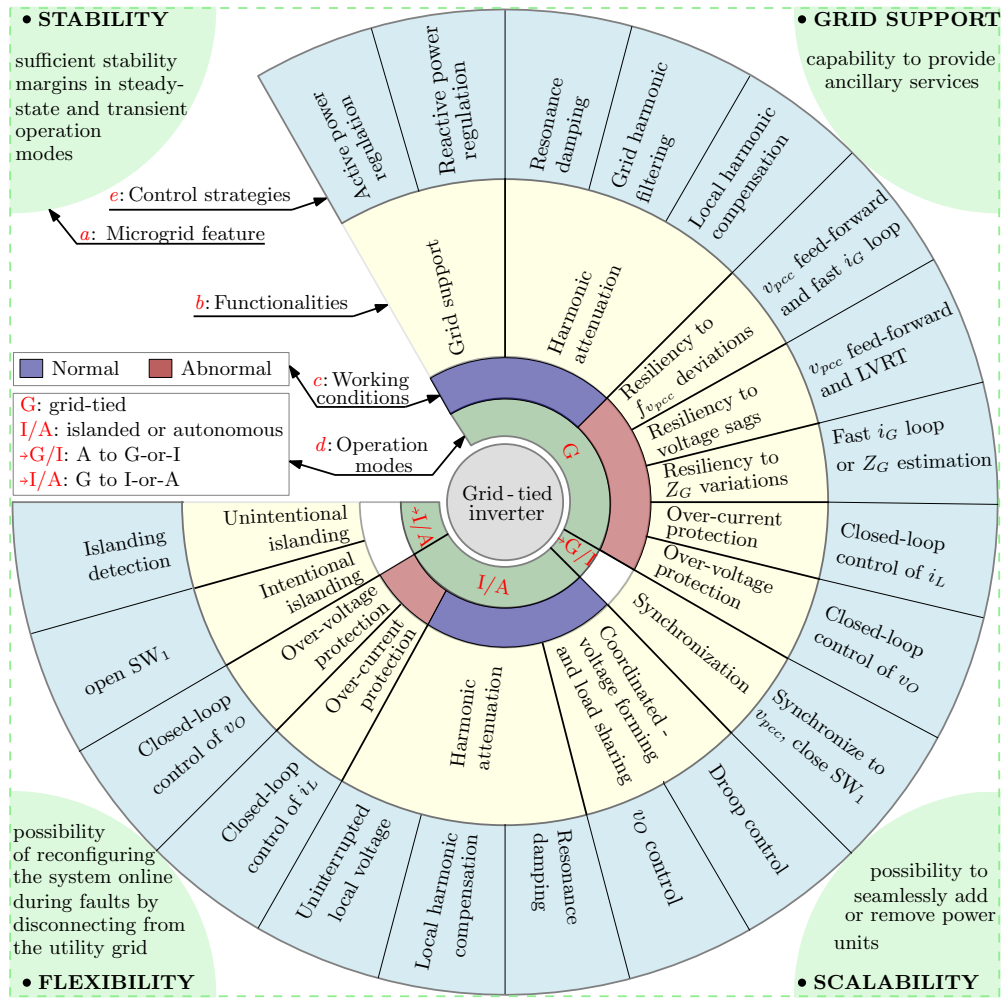 • STABILITY
sufficient stability
margins in steady-
state and transient
operation
modes
• GRID SUPPORT
capability to provide
ancillary services
e: Control strategies
a: Microgrid feature
b: Functionalities
c: Working
conditions
d: Operation
modes
Normal
Abnormal
G: grid-tied
I/A: islanded or autonomous
→G/I: A to G-or-I
→I/A: G to I-or-A
Grid-tied
inverter
G
→G/I
I/A
→I/A
Grid support
Harmonic
attenuation
Resiliency to
f_{v_{pcc}} deviations
Resiliency to
voltage sags
Resiliency to
Z_G variations
Over-current
protection
Over-voltage
protection
Synchronization
Coordinated-
voltage forming
and load sharing
Harmonic
attenuation
Over-current
protection
Over-voltage
protection
Intentional
islanding
Unintentional
islanding
Active power
regulation
Reactive power
regulation
Resonance
damping
Grid harmonic
filtering
Local harmonic
compensation
v_{pcc} feed-forward
and fast i_G loop
v_{pcc} feed-forward
and LVRT
Fast i_G loop
or Z_G estimation
Closed-loop
control of i_L
Closed-loop
control of v_O
Synchronize to
v_{pcc}, close SW_1
Droop control
v_O control
Resonance
damping
Local harmonic
compensation
Uninterrupted
local voltage
Closed-loop
control of i_L
Closed-loop
control of v_O
open SW_1
Islanding
detection
possibility
of reconfiguring
the system online
during faults by
disconnecting from
the utility grid
• FLEXIBILITY
possibility to
seamlessly add
or remove power
units
• SCALABILITY